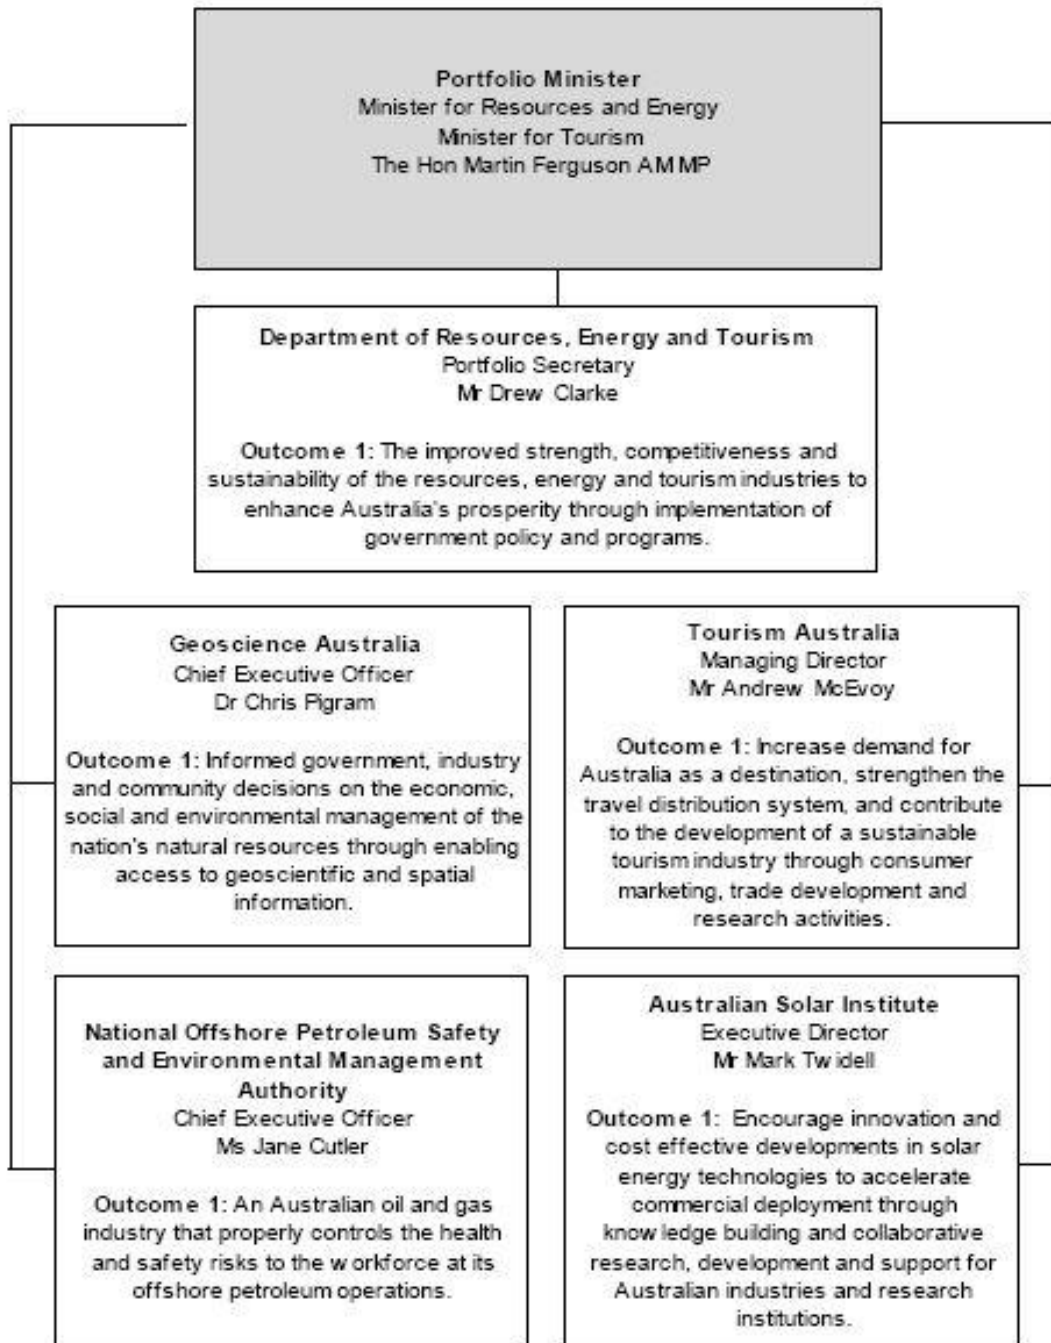 Portfolio Minister
Minister for Resources and Energy
Minister for Tourism
The Hon Martin Ferguson AM MP
Department of Resources, Energy and Tourism
Portfolio Secretary
Mr Drew Clarke
Outcome 1: The improved strength, competitiveness and
sustainability of the resources, energy and tourism industries to
enhance Australia's prosperity through implementation of
government policy and programs.
Geoscience Australia
Chief Executive Officer
Dr Chris Pigram
Outcome 1: Informed government, industry
and community decisions on the economic,
social and environmental management of the
nation's natural resources through enabling
access to geoscientific and spatial
information.
Tourism Australia
Managing Director
Mr Andrew McEvoy
Outcome 1: Increase demand for
Australia as a destination, strengthen the
travel distribution system, and contribute
to the development of a sustainable
tourism industry through consumer
marketing, trade development and
research activities.
National Offshore Petroleum Safety
and Environmental Management
Authority
Chief Executive Officer
Ms Jane Cutler
Outcome 1: An Australian oil and gas
industry that properly controls the health
and safety risks to the workforce at its
offshore petroleum operations.
Australian Solar Institute
Executive Director
Mr Mark Twidell
Outcome 1: Encourage innovation and
cost effective developments in solar
energy technologies to accelerate
commercial deployment through
knowledge building and collaborative
research, development and support for
Australian industries and research
institutions.